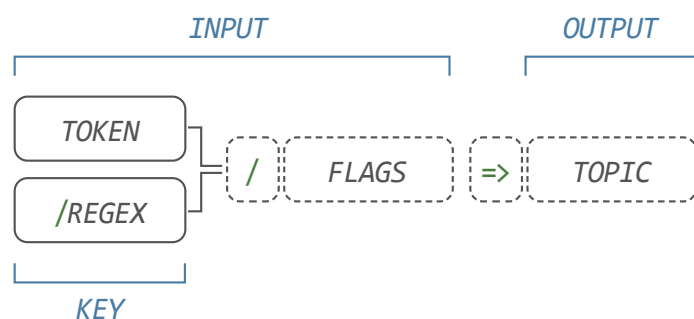 INPUT
OUTPUT
TOKEN
/REGEX
/
FLAGS
=>
TOPIC
KEY